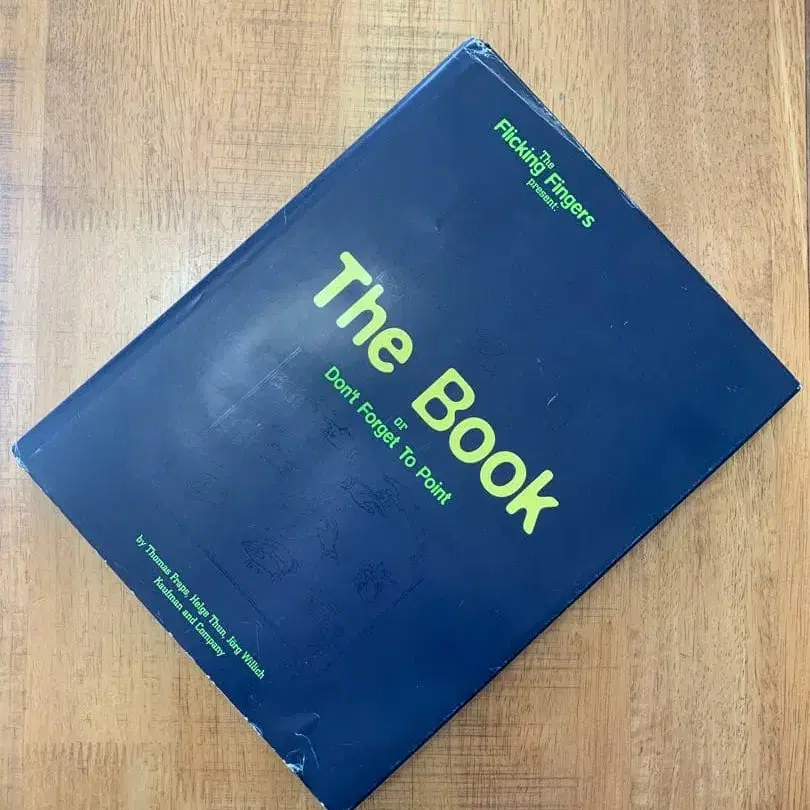 The
Flicking Fingers
present:
The Book
or
Don't Forget To Point
by Thomas Fraps, Helge Thun, Jörg Willich
Kaufman and Company